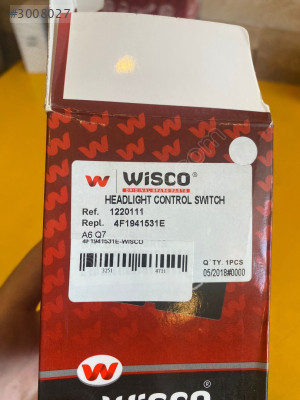 #3008027
WISCO®
ORIGINAL SPARE PARTS
HEADLIGHT CONTROL SWITCH
Ref. 1220111
Repl. 4F1941531E
A6 Q7
4F1941531E-WISCO
Q´TY. 1PCS
05/2018#0000
®
WISCO